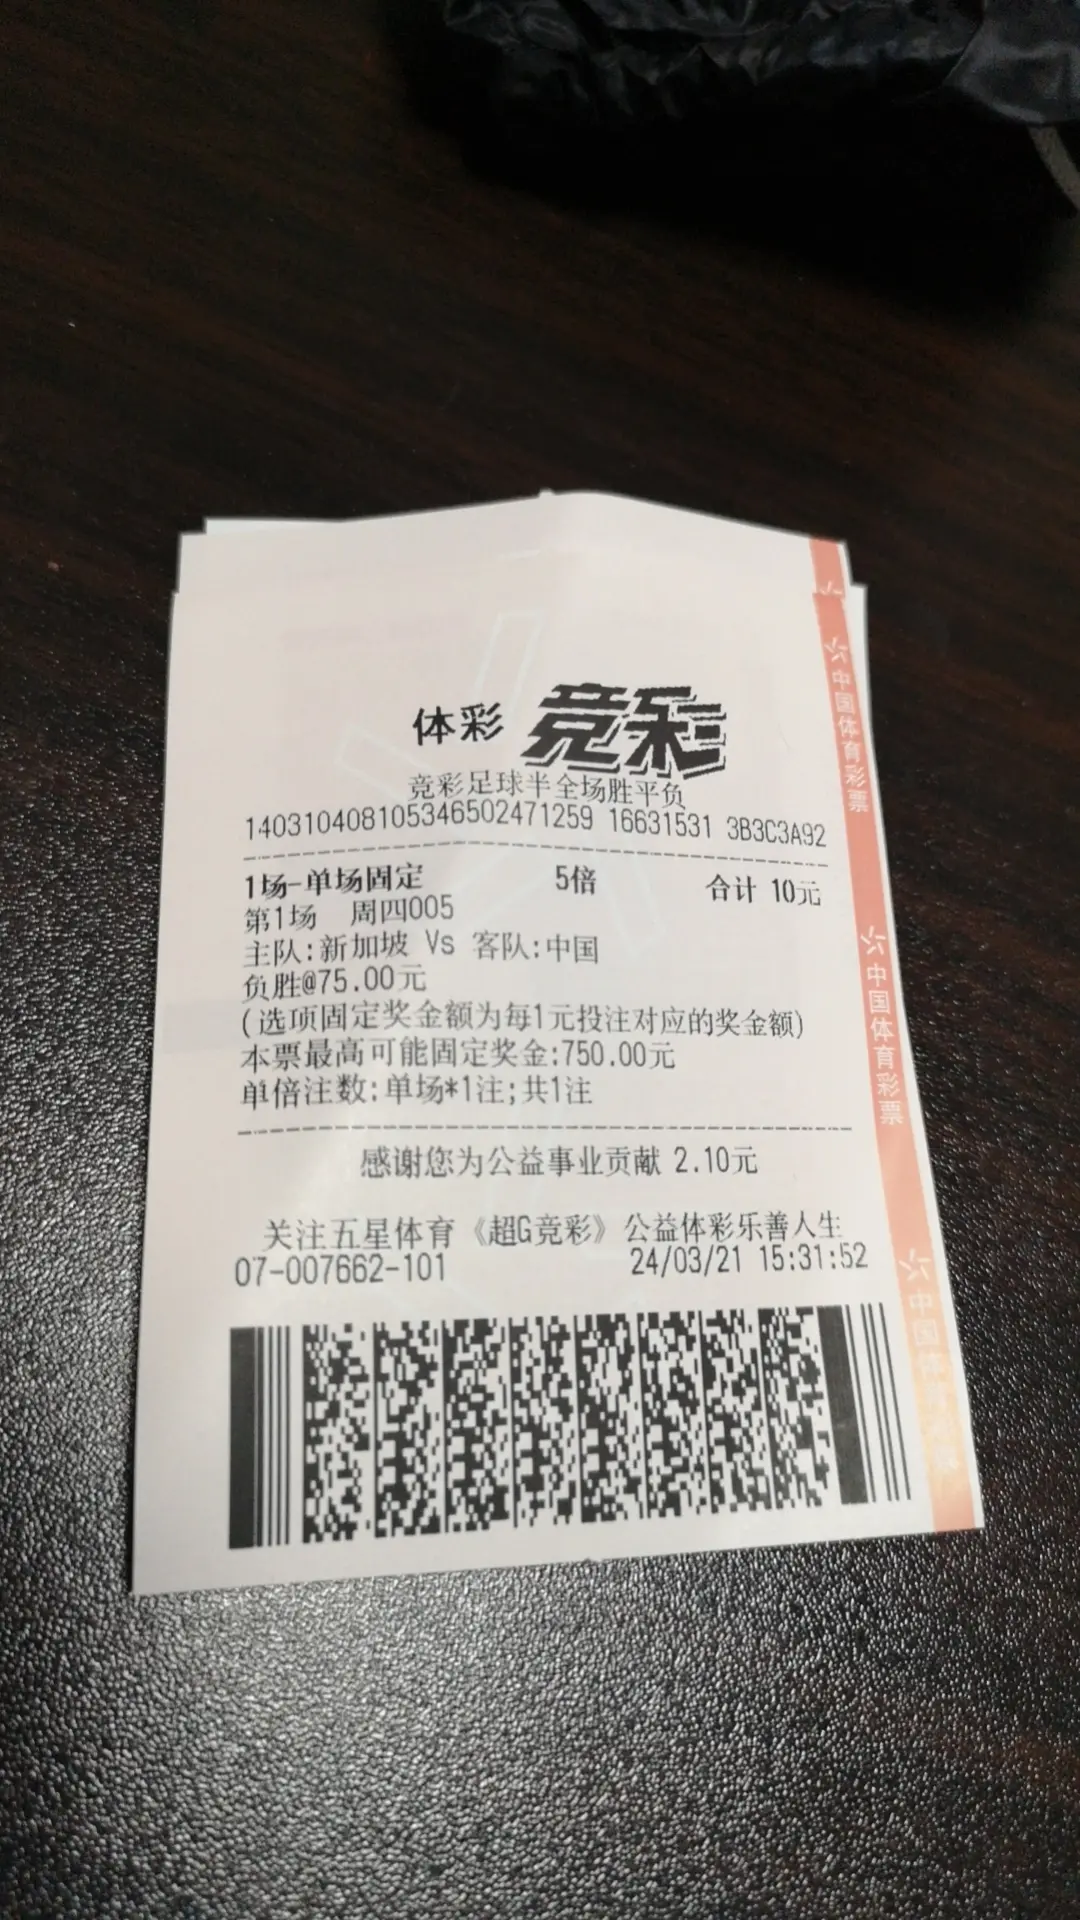 体彩 竞彩
竞彩足球半全场胜平负
140310408105346502471259 16631531 3B3C3A92
1场-单场固定 5倍 合计 10元
第1场 周四005
主队:新加坡 Vs 客队:中国
负胜@75.00元
(选项固定奖金额为每1元投注对应的奖金额)
本票最高可能固定奖金:750.00元
单倍注数:单场*1注;共1注
感谢您为公益事业贡献 2.10元
关注五星体育《超G竞彩》公益体彩乐善人生
07-007662-101 24/03/21 15:31:52
中国体育彩票
中国体育彩票
中国体育彩票